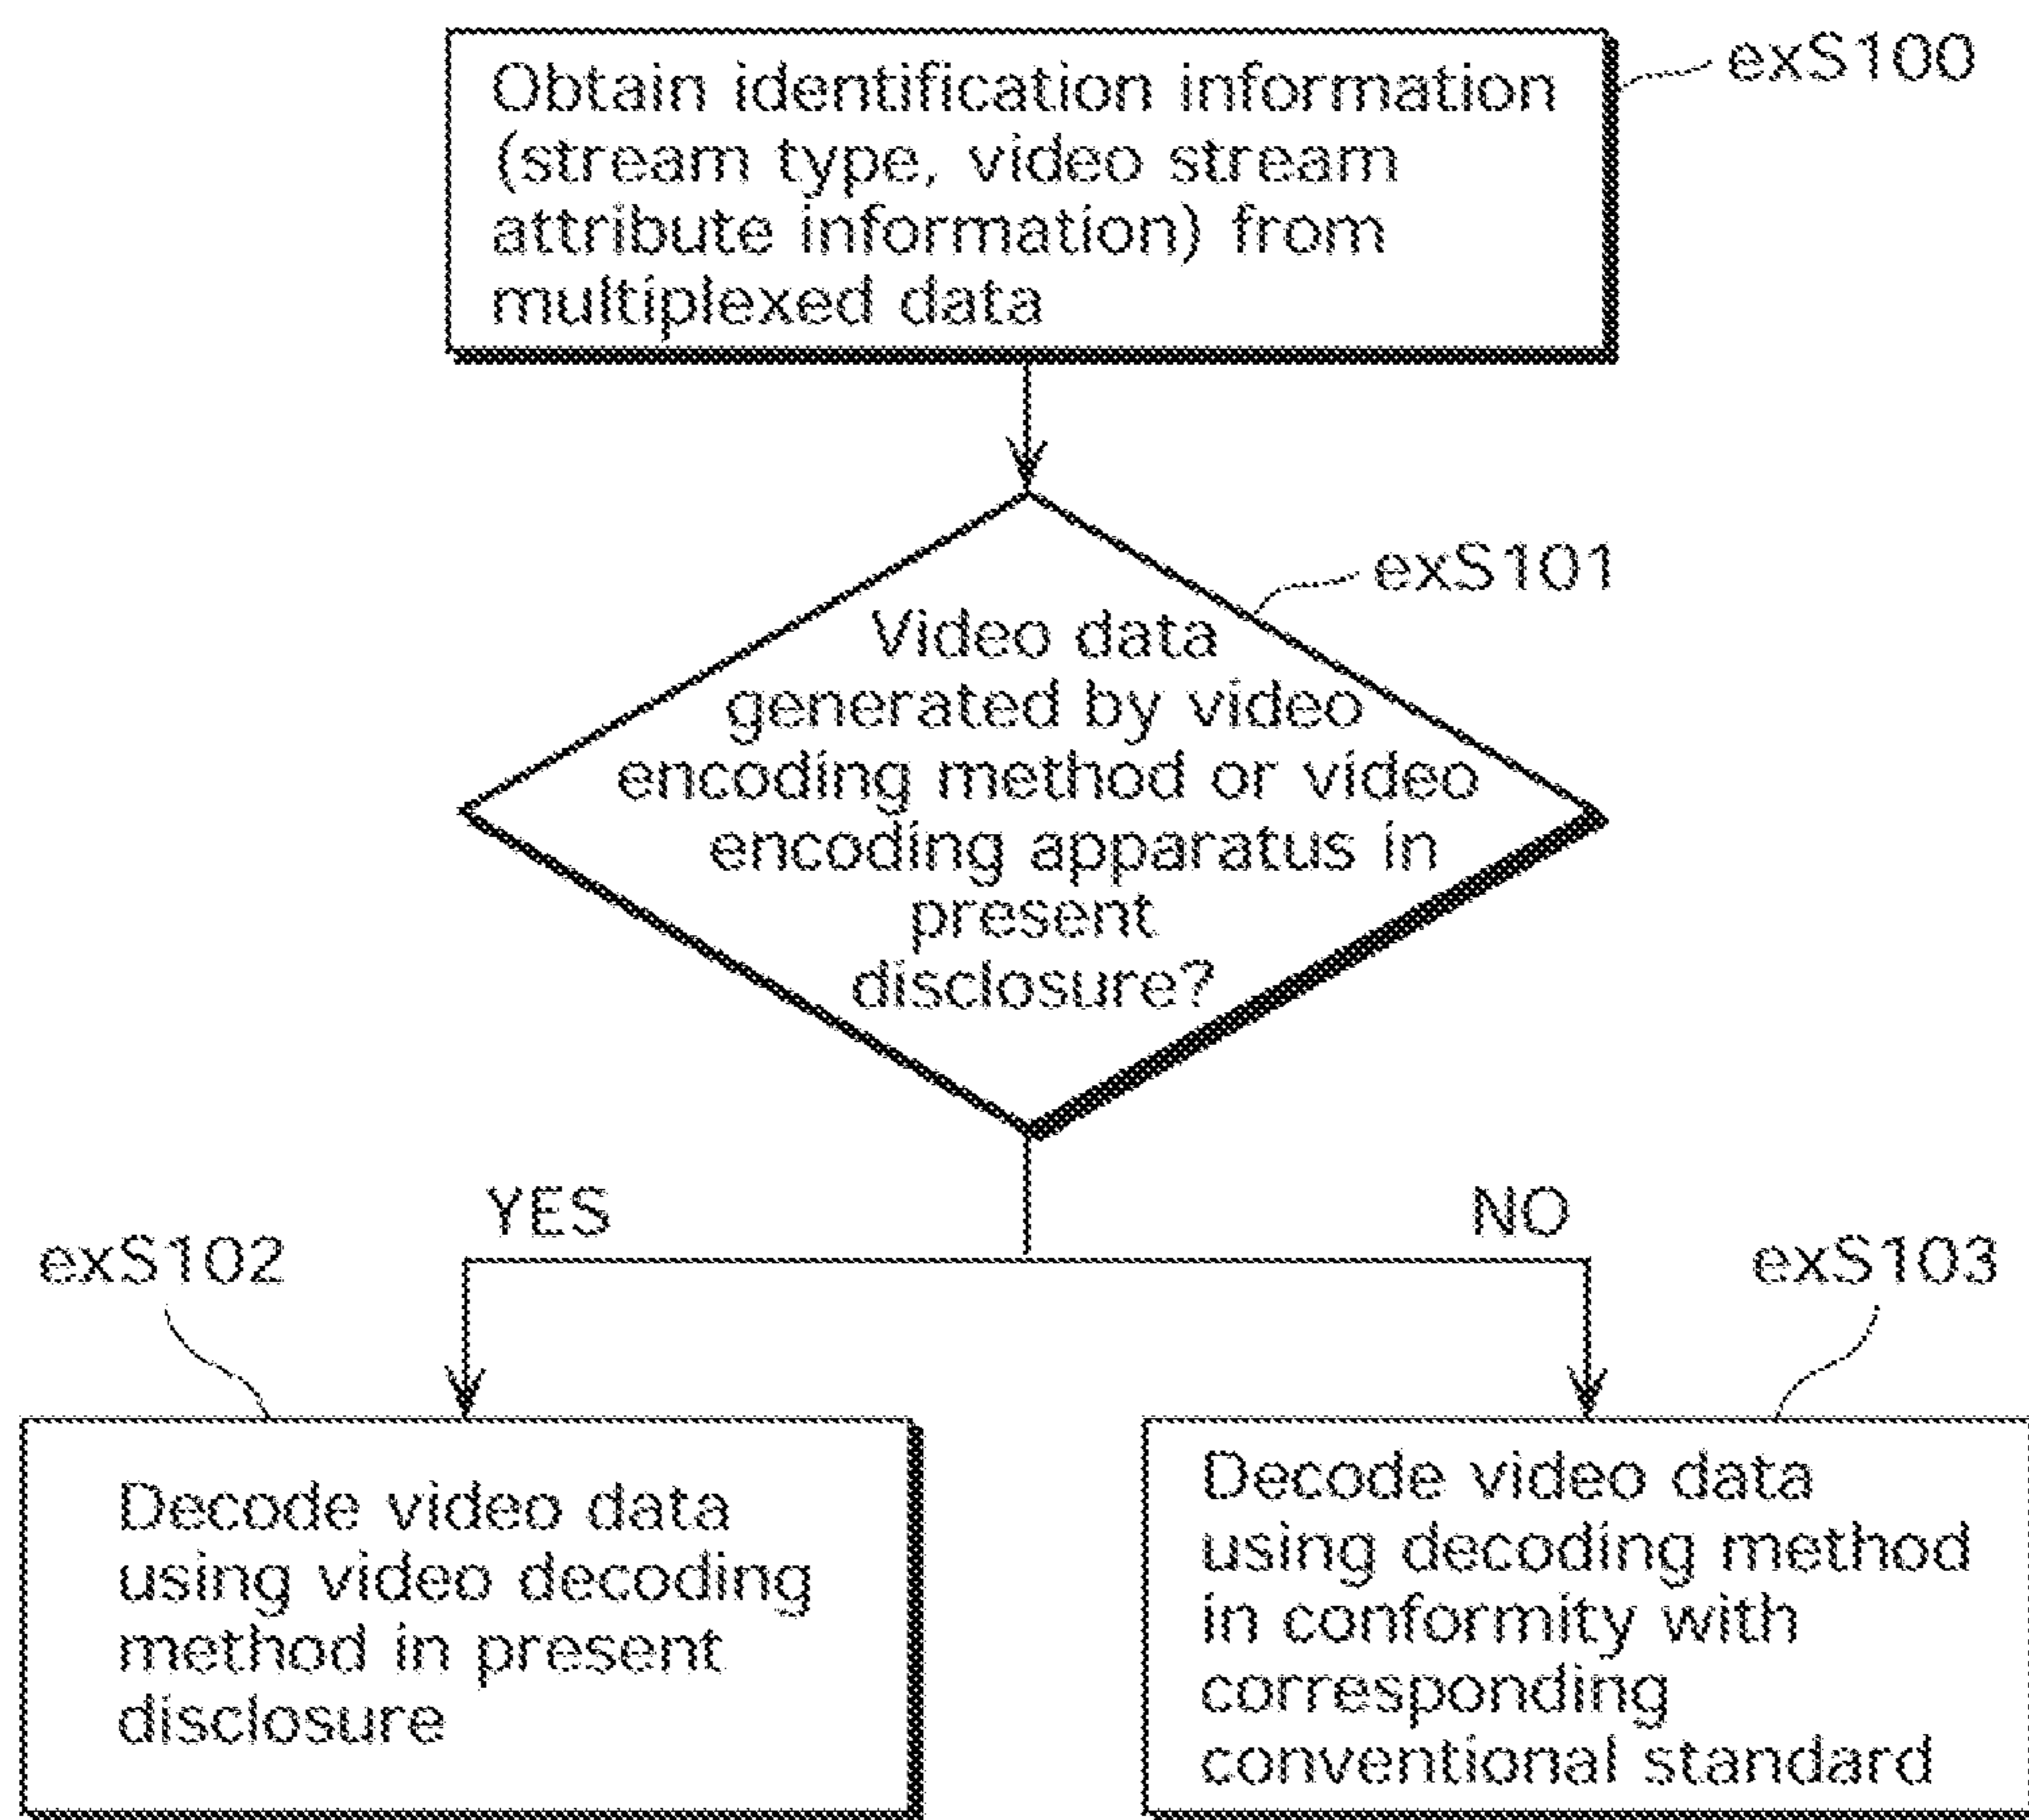 Obtain identification information
(stream type, video stream
attribute information) from
multiplexed data
exS100
exS101
Video data
generated by video
encoding method or video
encoding apparatus in
present
disclosure?
YES
NO
exS102
exS103
Decode video data
using video decoding
method in present
disclosure
Decode video data
using decoding method
in conformity with
corresponding
conventional standard